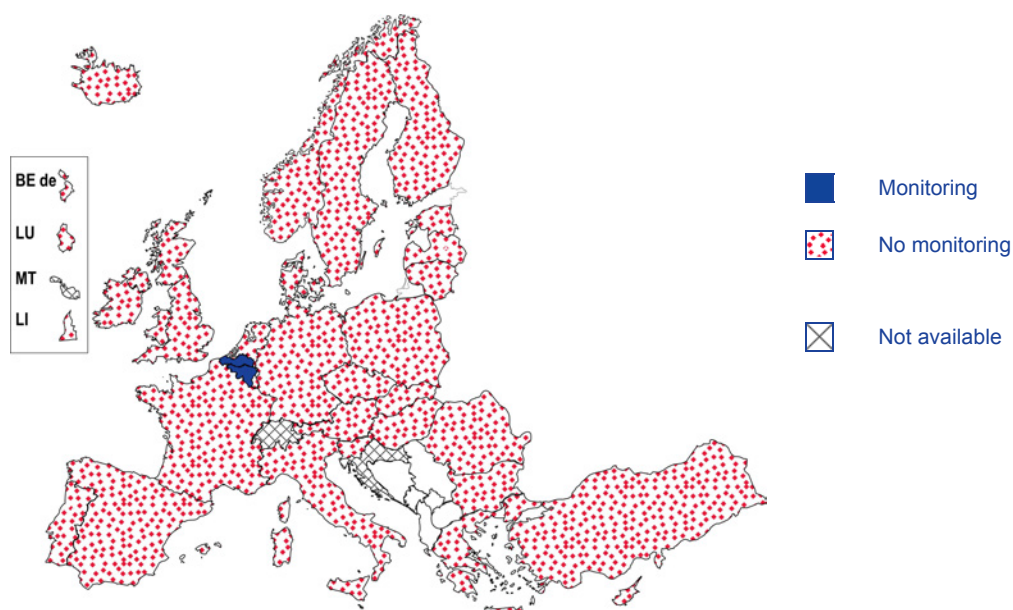 BE de
LU
MT
LI
Monitoring
No monitoring
Not available